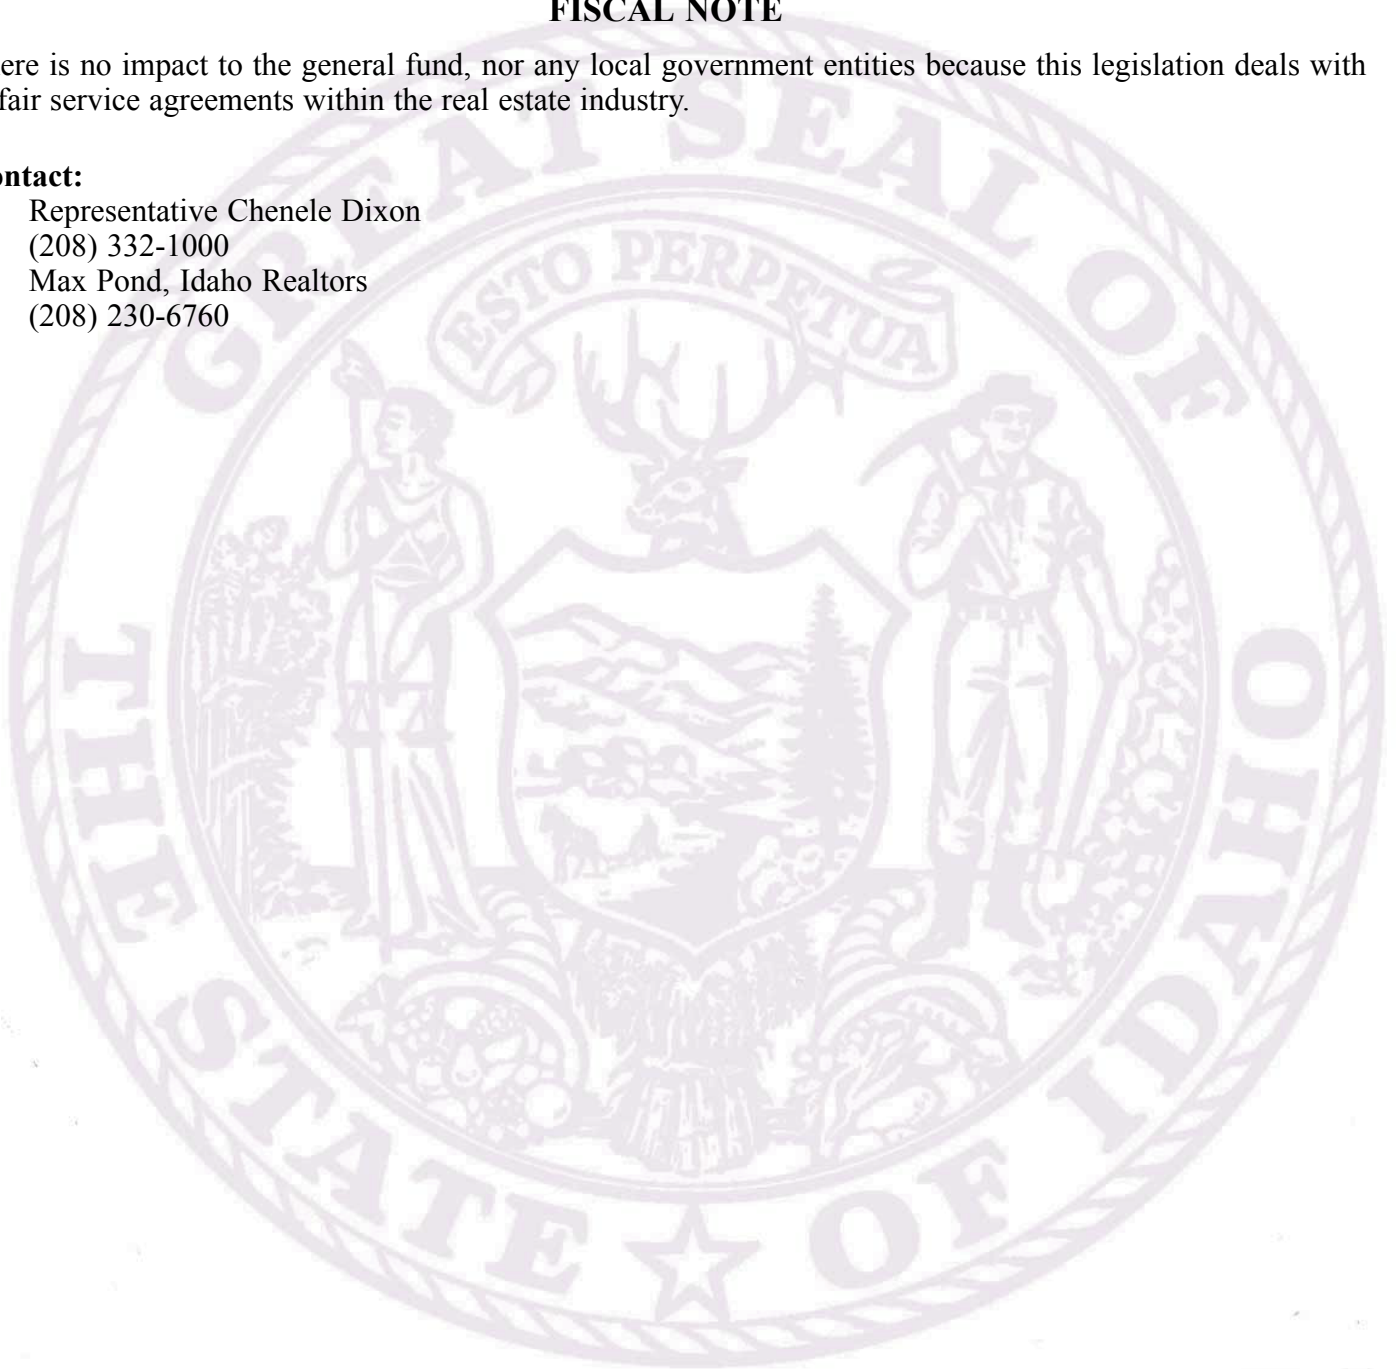 FISCAL NOTE
ere is no impact to the general fund, nor any local government entities because this legislation deals with
fair service agreements within the real estate industry.
ontact:
Representative Chenele Dixon
(208) 332-1000
Max Pond, Idaho Realtors
(208) 230-6760
GREAT SEAL OF
ESTO PERPETUA
THE STATE OF IDAHO